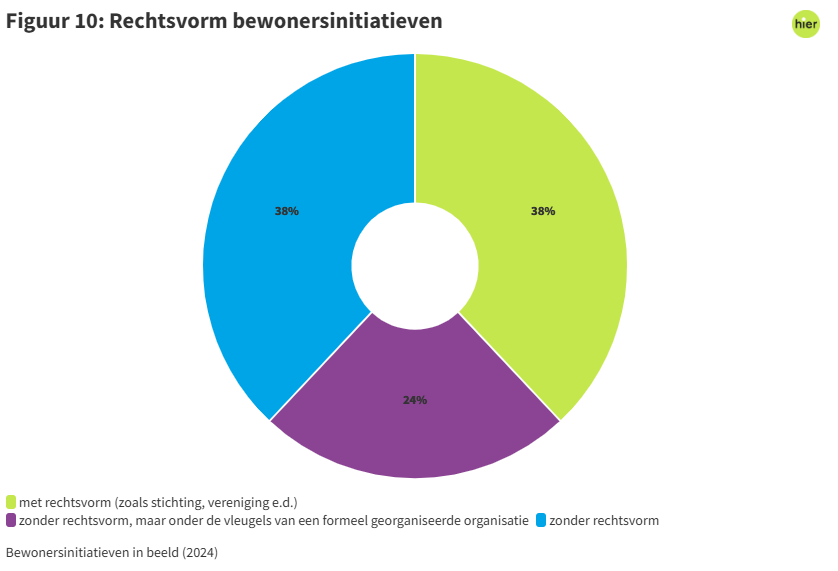 Figuur 10: Rechtsvorm bewonersinitiatieven
hier
38%
38%
24%
met rechtsvorm (zoals stichting, vereniging e.d.)
zonder rechtsvorm, maar onder de vleugels van een formeel georganiseerde organisatie zonder rechtsvorm
Bewonersinitiatieven in beeld (2024)